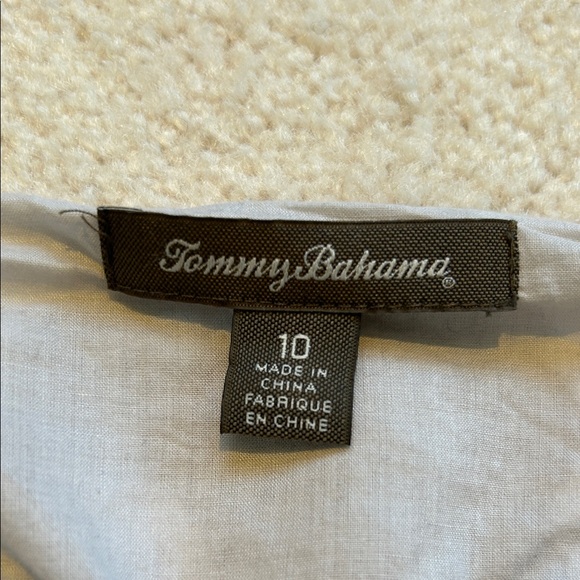 Tommy Bahama®
10
MADE IN
CHINA
FABRIQUE
EN CHINE